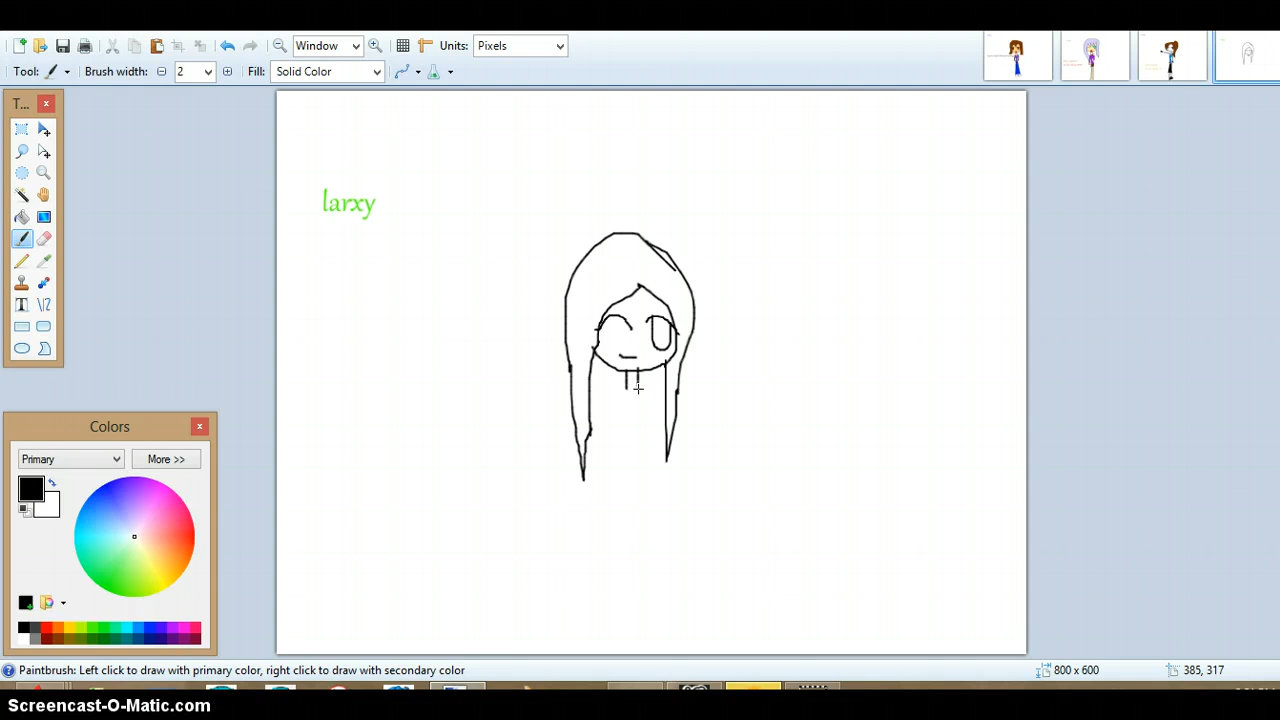 Window
Units:
Pixels
Tool:
Brush width:
2
Fill:
Solid Color
T...
larxy
Colors
Primary
More >>
Paintbrush: Left click to draw with primary color, right click to draw with secondary color
800 x 600
385, 317
Screencast-O-Matic.com